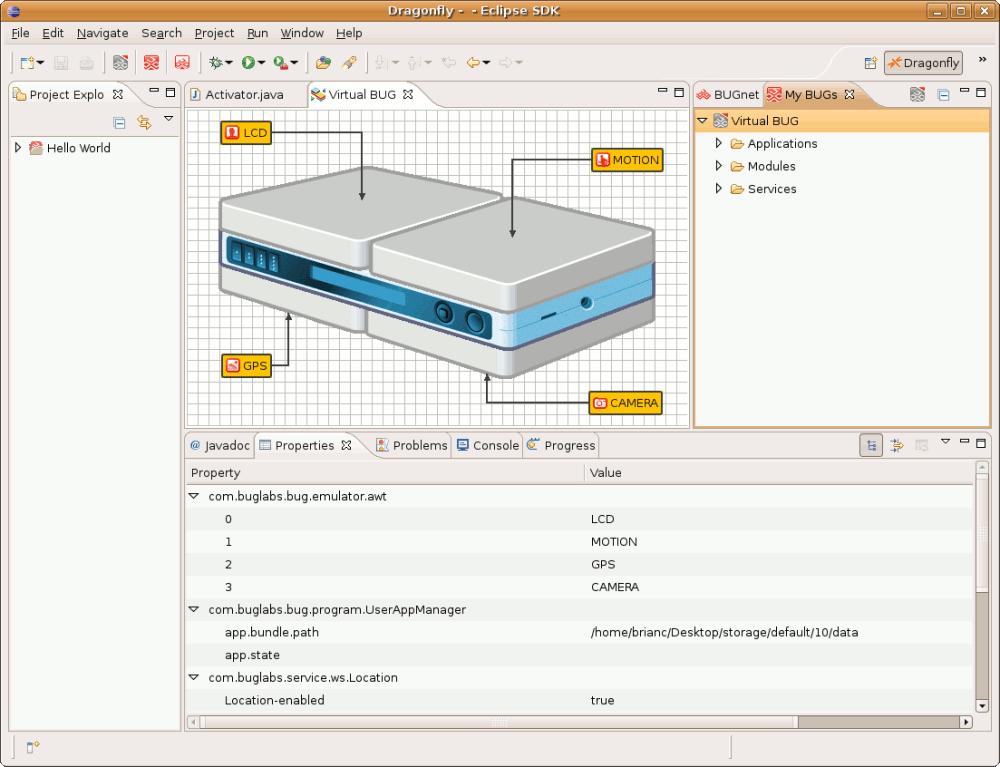 Dragonfly - - Eclipse SDK
File Edit Navigate Search Project Run Window Help
Dragonfly »
Project Explo
Hello World
Activator.java Virtual BUG
LCD
MOTION
GPS
CAMERA
BUGnet My BUGs
Virtual BUG
Applications
Modules
Services
@ Javadoc Properties Problems Console Progress
Property Value
com.buglabs.bug.emulator.awt
0 LCD
1 MOTION
2 GPS
3 CAMERA
com.buglabs.bug.program.UserAppManager
app.bundle.path /home/brianc/Desktop/storage/default/10/data
app.state
com.buglabs.service.ws.Location
Location-enabled true